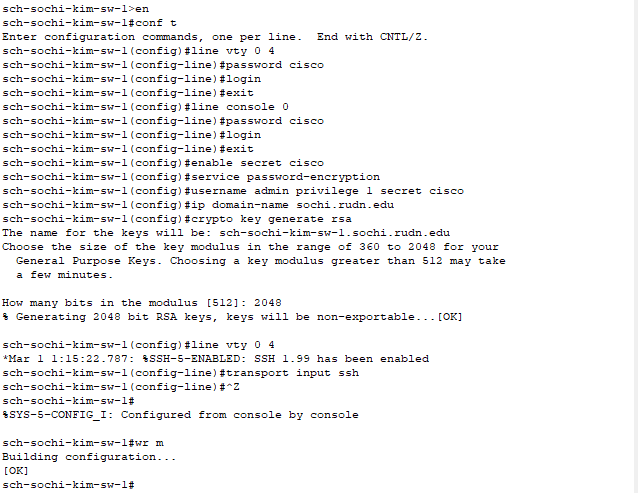 sch-sochi-kim-sw-1>en
sch-sochi-kim-sw-1#conf t
Enter configuration commands, one per line.  End with CNTL/Z.
sch-sochi-kim-sw-1(config)#line vty 0 4
sch-sochi-kim-sw-1(config-line)#password cisco
sch-sochi-kim-sw-1(config-line)#login
sch-sochi-kim-sw-1(config-line)#exit
sch-sochi-kim-sw-1(config)#line console 0
sch-sochi-kim-sw-1(config-line)#password cisco
sch-sochi-kim-sw-1(config-line)#login
sch-sochi-kim-sw-1(config-line)#exit
sch-sochi-kim-sw-1(config)#enable secret cisco
sch-sochi-kim-sw-1(config)#service password-encryption
sch-sochi-kim-sw-1(config)#username admin privilege 1 secret cisco
sch-sochi-kim-sw-1(config)#ip domain-name sochi.rudn.edu
sch-sochi-kim-sw-1(config)#crypto key generate rsa
The name for the keys will be: sch-sochi-kim-sw-1.sochi.rudn.edu
Choose the size of the key modulus in the range of 360 to 2048 for your
  General Purpose Keys. Choosing a key modulus greater than 512 may take
  a few minutes.

How many bits in the modulus [512]: 2048
% Generating 2048 bit RSA keys, keys will be non-exportable...[OK]

sch-sochi-kim-sw-1(config)#line vty 0 4
*Mar 1 1:15:22.787: %SSH-5-ENABLED: SSH 1.99 has been enabled
sch-sochi-kim-sw-1(config-line)#transport input ssh
sch-sochi-kim-sw-1(config-line)#^Z
sch-sochi-kim-sw-1#
%SYS-5-CONFIG_I: Configured from console by console

sch-sochi-kim-sw-1#wr m
Building configuration...
[OK]
sch-sochi-kim-sw-1#